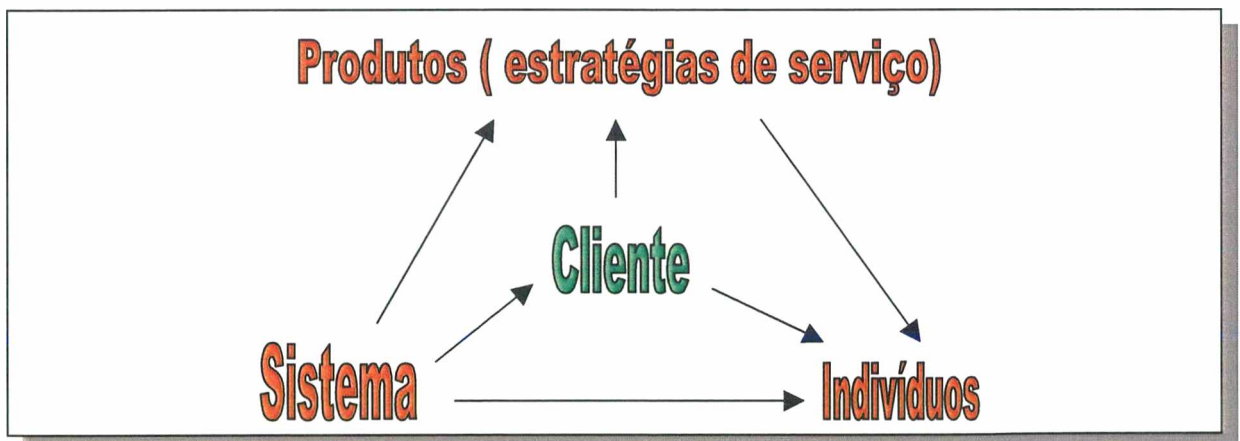 Produtos ( estratégias de serviço)
Cliente
Sistema
Indivíduos